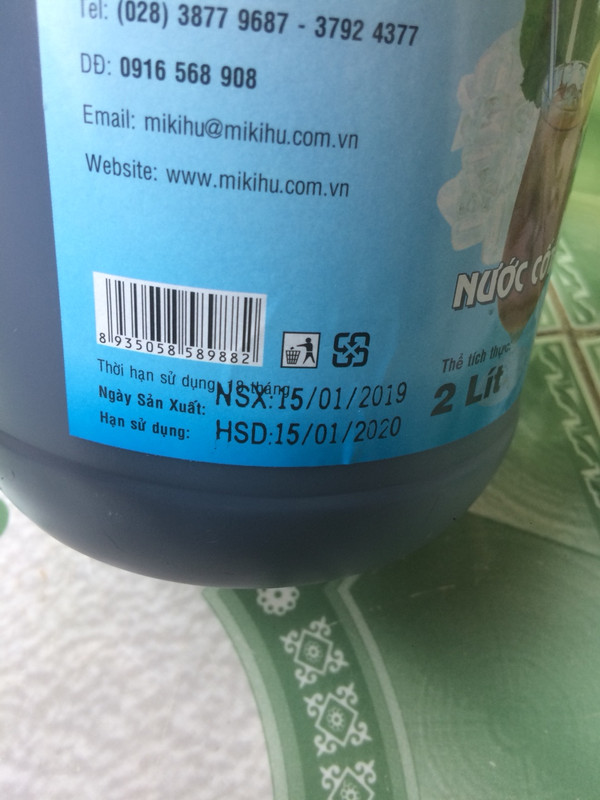 Tel: (028) 3877 9687 - 3792 4377
DĐ: 0916 568 908
Email: mikihu@mikihu.com.vn
Website: www.mikihu.com.vn
NƯỚC
8 935058 589882
Thể tích thực:
2 Lít
Thời hạn sử dụng tháng
Ngày Sản Xuất: NSX:15/01/2019
Hạn sử dụng: HSD:15/01/2020